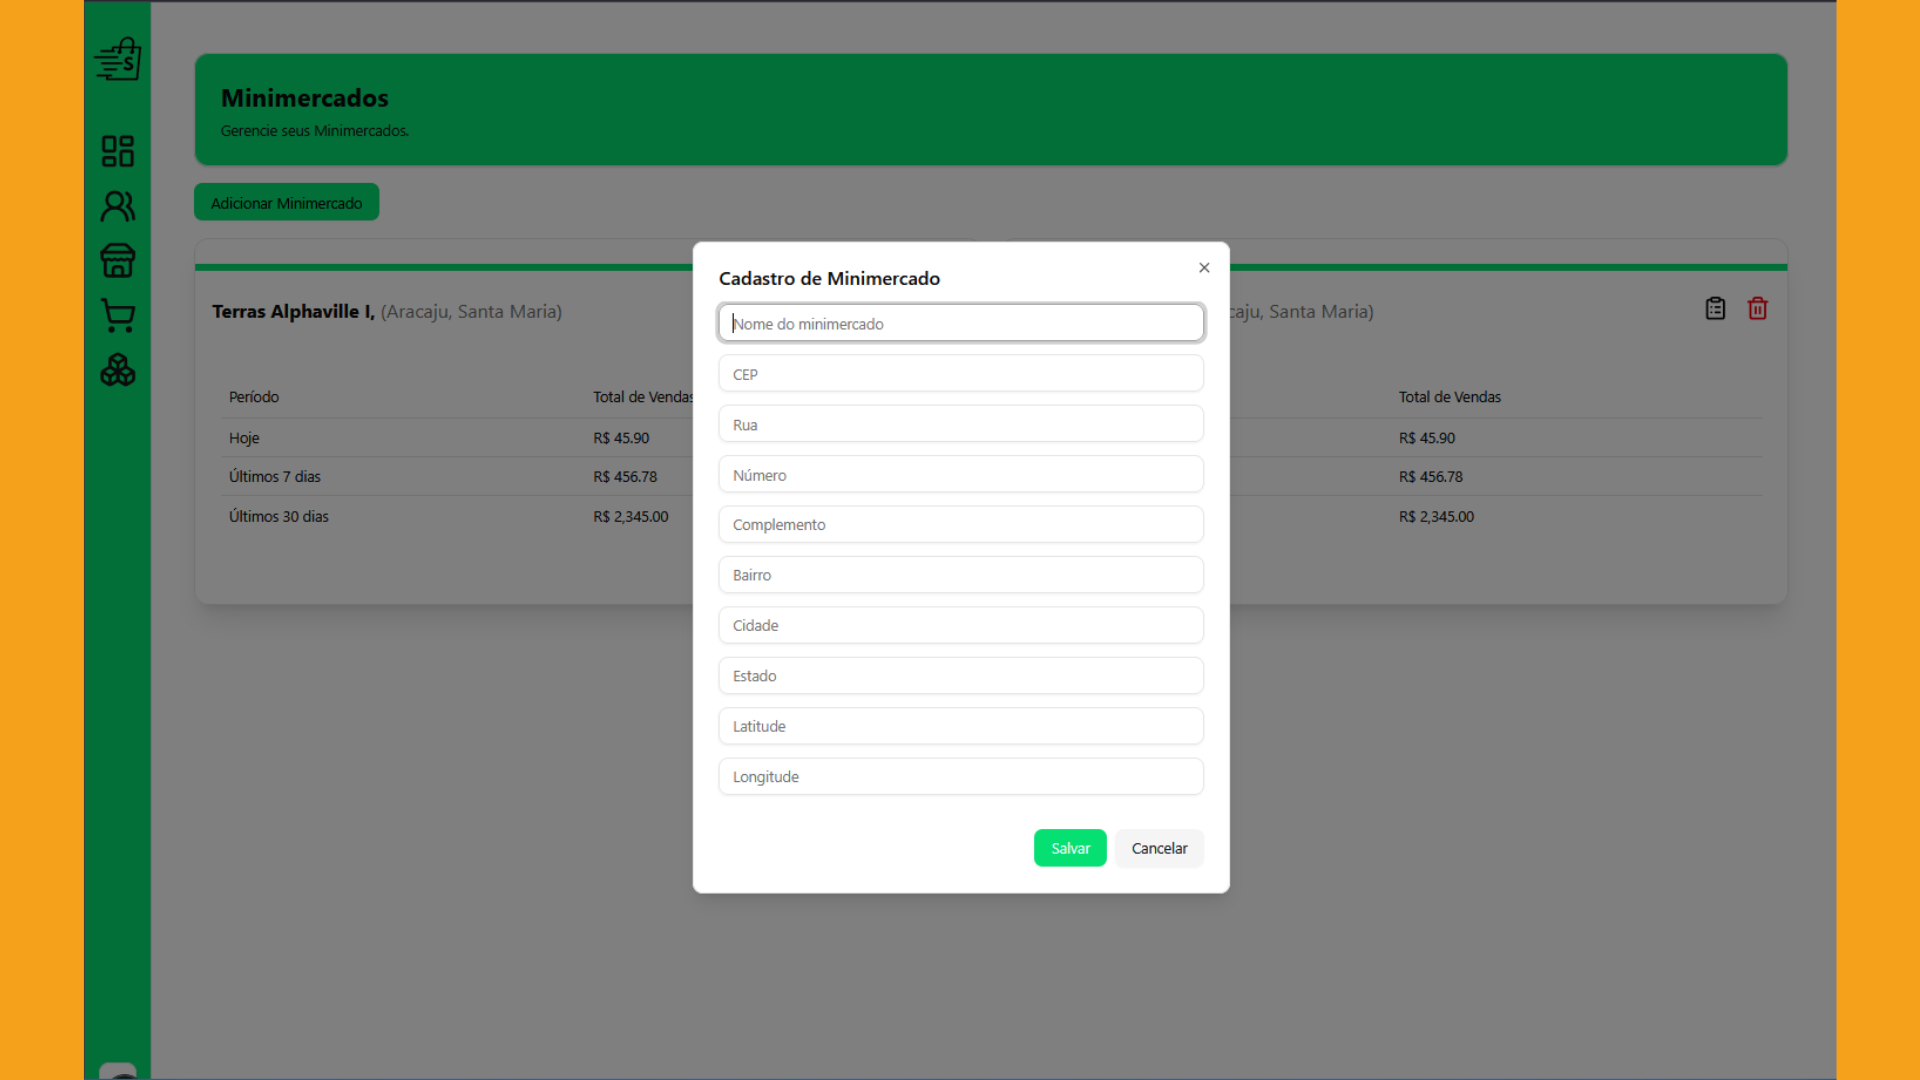 S
Minimercados
Gerencie seus Minimercados.
Adicionar Minimercado
Terras Alphaville I, (Aracaju, Santa Maria)
Período Total de Vendas
Hoje R$ 45.90
Últimos 7 dias R$ 456.78
Últimos 30 dias R$ 2,345.00
Cadastro de Minimercado
Nome do minimercado
CEP
Rua
Número
Complemento
Bairro
Cidade
Estado
Latitude
Longitude
Salvar Cancelar
caju, Santa Maria)
Total de Vendas
R$ 45.90
R$ 456.78
R$ 2,345.00